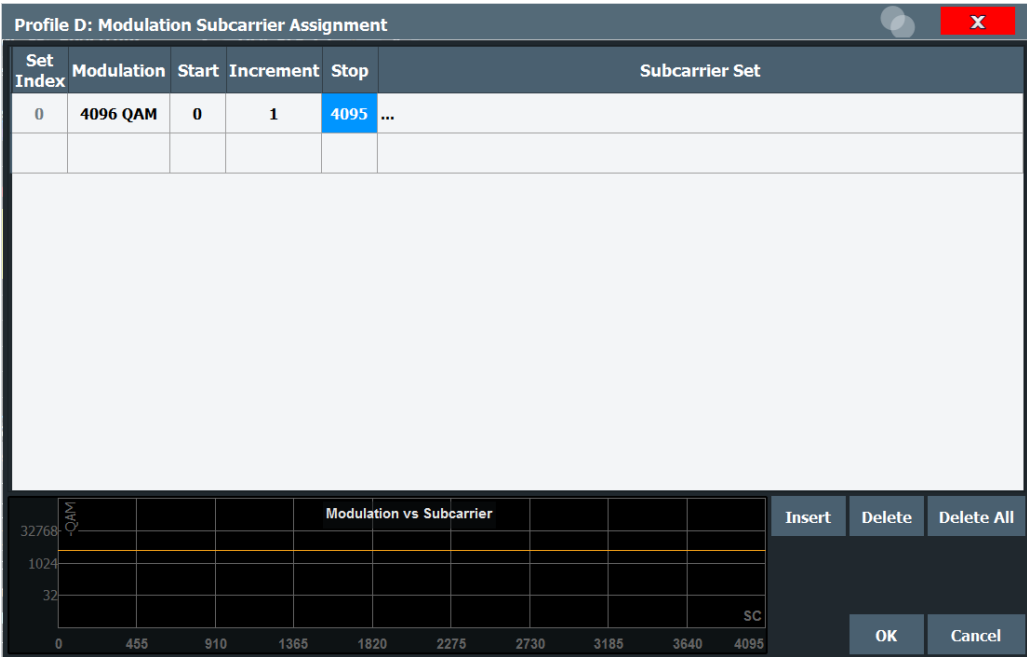 Profile D: Modulation Subcarrier Assignment X
Set Index Modulation Start Increment Stop Subcarrier Set
0 4096 QAM 0 1 4095 ...
Modulation vs Subcarrier
-QAM
32768
1024
32
SC
0 455 910 1365 1820 2275 2730 3185 3640 4095
Insert Delete Delete All
OK Cancel